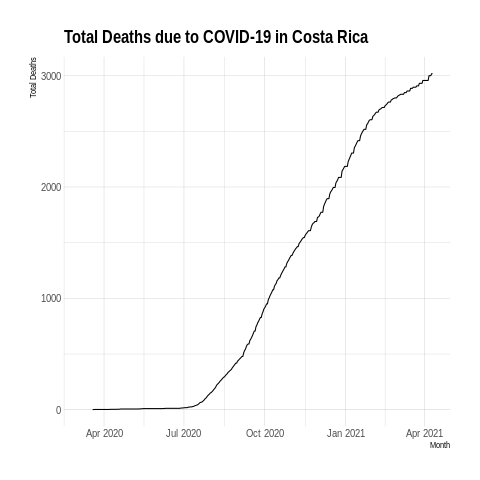 Total Deaths due to COVID-19 in Costa Rica
Total Deaths
3000
2000
1000
0
Apr 2020 Jul 2020 Oct 2020 Jan 2021 Apr 2021
Month